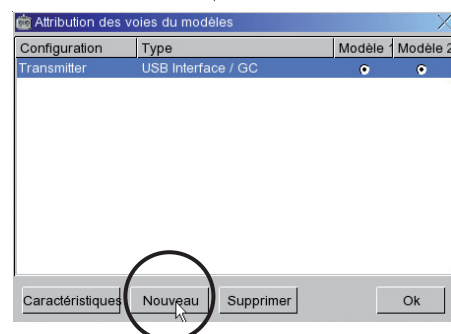 Attribution des voies du modèles
Configuration Type Modèle 1 Modèle 2
Transmitter USB Interface / GC
Caractéristiques Nouveau Supprimer Ok